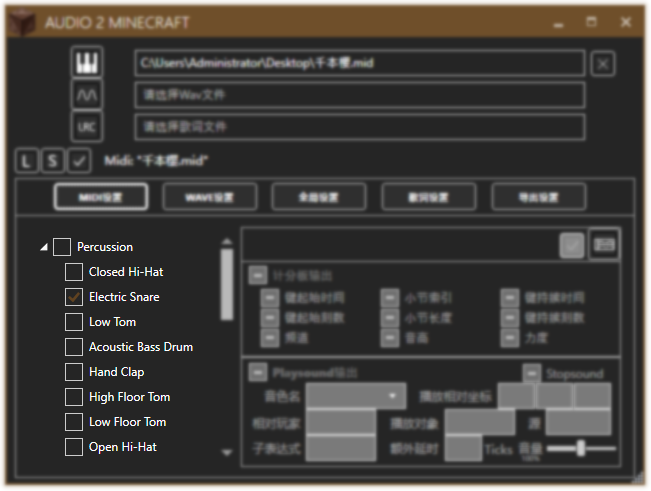 AUDIO 2 MINECRAFT
C:\Users\Administrator\Desktop\千本樱.mid
请选择Wav文件
LRC
请选择歌词文件
L S
Midi: "千本樱.mid"
MIDI设置 WAVE设置 全局设置 歌词设置 导出设置
Percussion
Closed Hi-Hat
Electric Snare
Low Tom
Acoustic Bass Drum
Hand Clap
High Floor Tom
Low Floor Tom
Open Hi-Hat
计分板输出
键起始时间 小节索引 键持续时间
键起始刻数 小节长度 键持续刻数
频道 音高 力度
Playsound输出 Stopsound
音色名 播放相对坐标
相对玩家 播放对象 源
子表达式 额外延时 Ticks 音量
100%